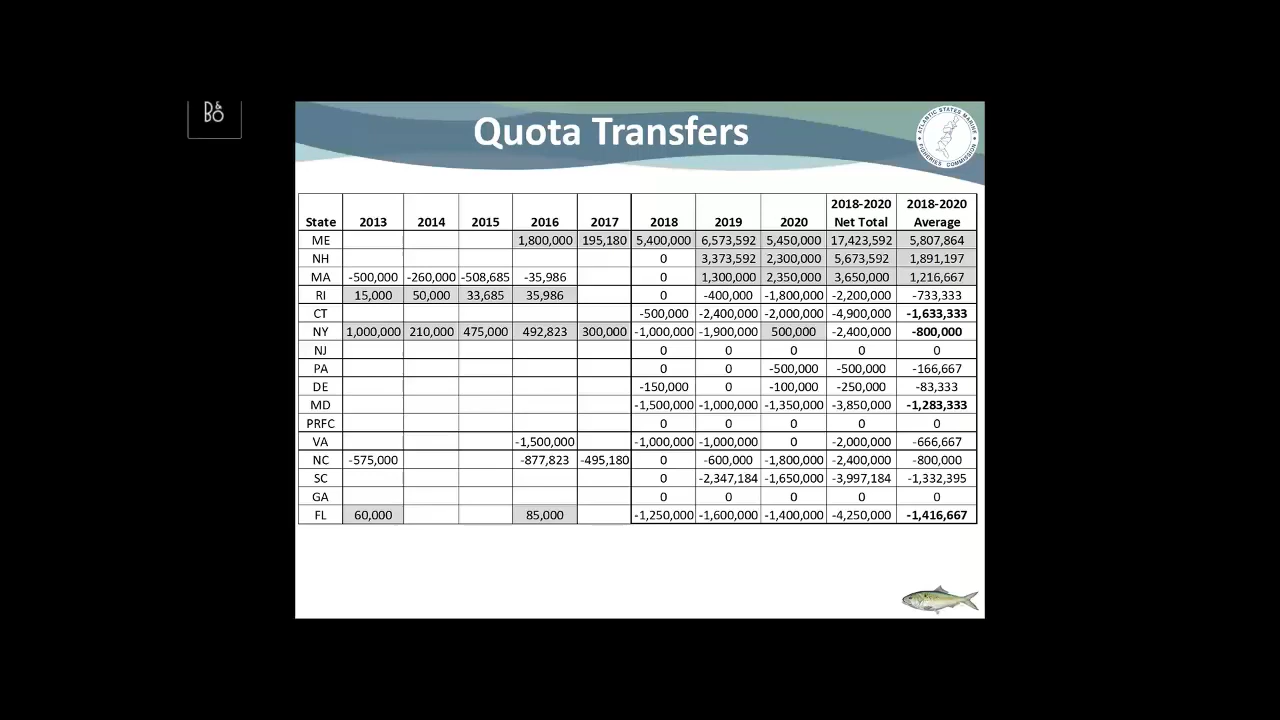 B&O
Quota Transfers
ATLANTIC STATES MARINE FISHERIES COMMISSION
State 2013 2014 2015 2016 2017 2018 2019 2020 2018-2020 Net Total 2018-2020 Average
ME 1,800,000 195,180 5,400,000 6,573,592 5,450,000 17,423,592 5,807,864
NH 0 3,373,592 2,300,000 5,673,592 1,891,197
MA -500,000 -260,000 -508,685 -35,986 0 1,300,000 2,350,000 3,650,000 1,216,667
RI 15,000 50,000 33,685 35,986 0 -400,000 -1,800,000 -2,200,000 -733,333
CT -500,000 -2,400,000 -2,000,000 -4,900,000 -1,633,333
NY 1,000,000 210,000 475,000 492,823 300,000 -1,000,000 -1,900,000 500,000 -2,400,000 -800,000
NJ 0 0 0 0 0
PA 0 0 -500,000 -500,000 -166,667
DE -150,000 0 -100,000 -250,000 -83,333
MD -1,500,000 -1,000,000 -1,350,000 -3,850,000 -1,283,333
PRFC 0 0 0 0 0
VA -1,500,000 -1,000,000 -1,000,000 0 -2,000,000 -666,667
NC -575,000 -877,823 -495,180 0 -600,000 -1,800,000 -2,400,000 -800,000
SC 0 -2,347,184 -1,650,000 -3,997,184 -1,332,395
GA 0 0 0 0 0
FL 60,000 85,000 -1,250,000 -1,600,000 -1,400,000 -4,250,000 -1,416,667